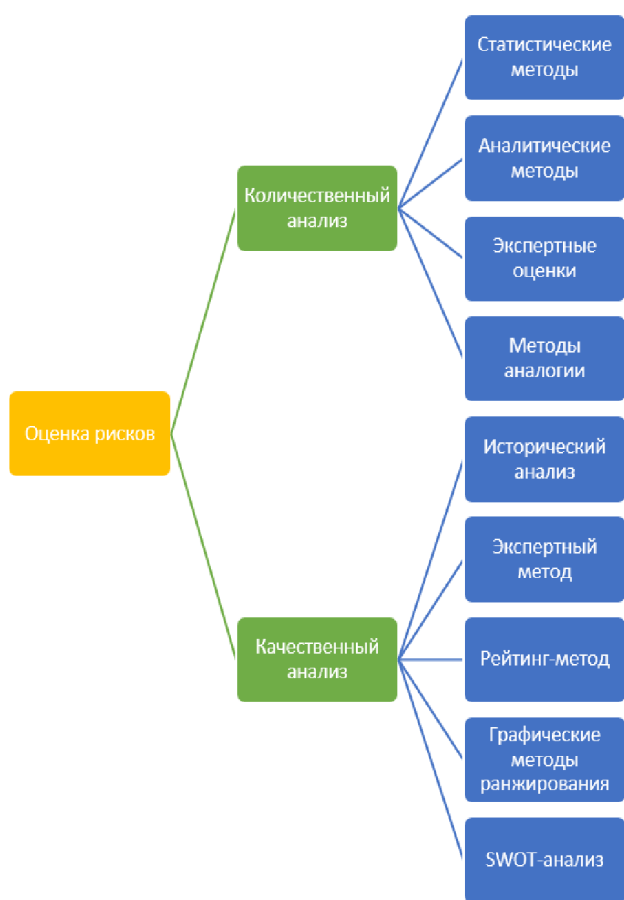 Статистические
методы
Аналитические
методы
Количественный
анализ
Экспертные
оценки
Методы
аналогии
Оценка рисков
Исторический
анализ
Экспертный
метод
Качественный
анализ
Рейтинг-метод
Графические
методы
ранжирования
SWOT-анализ